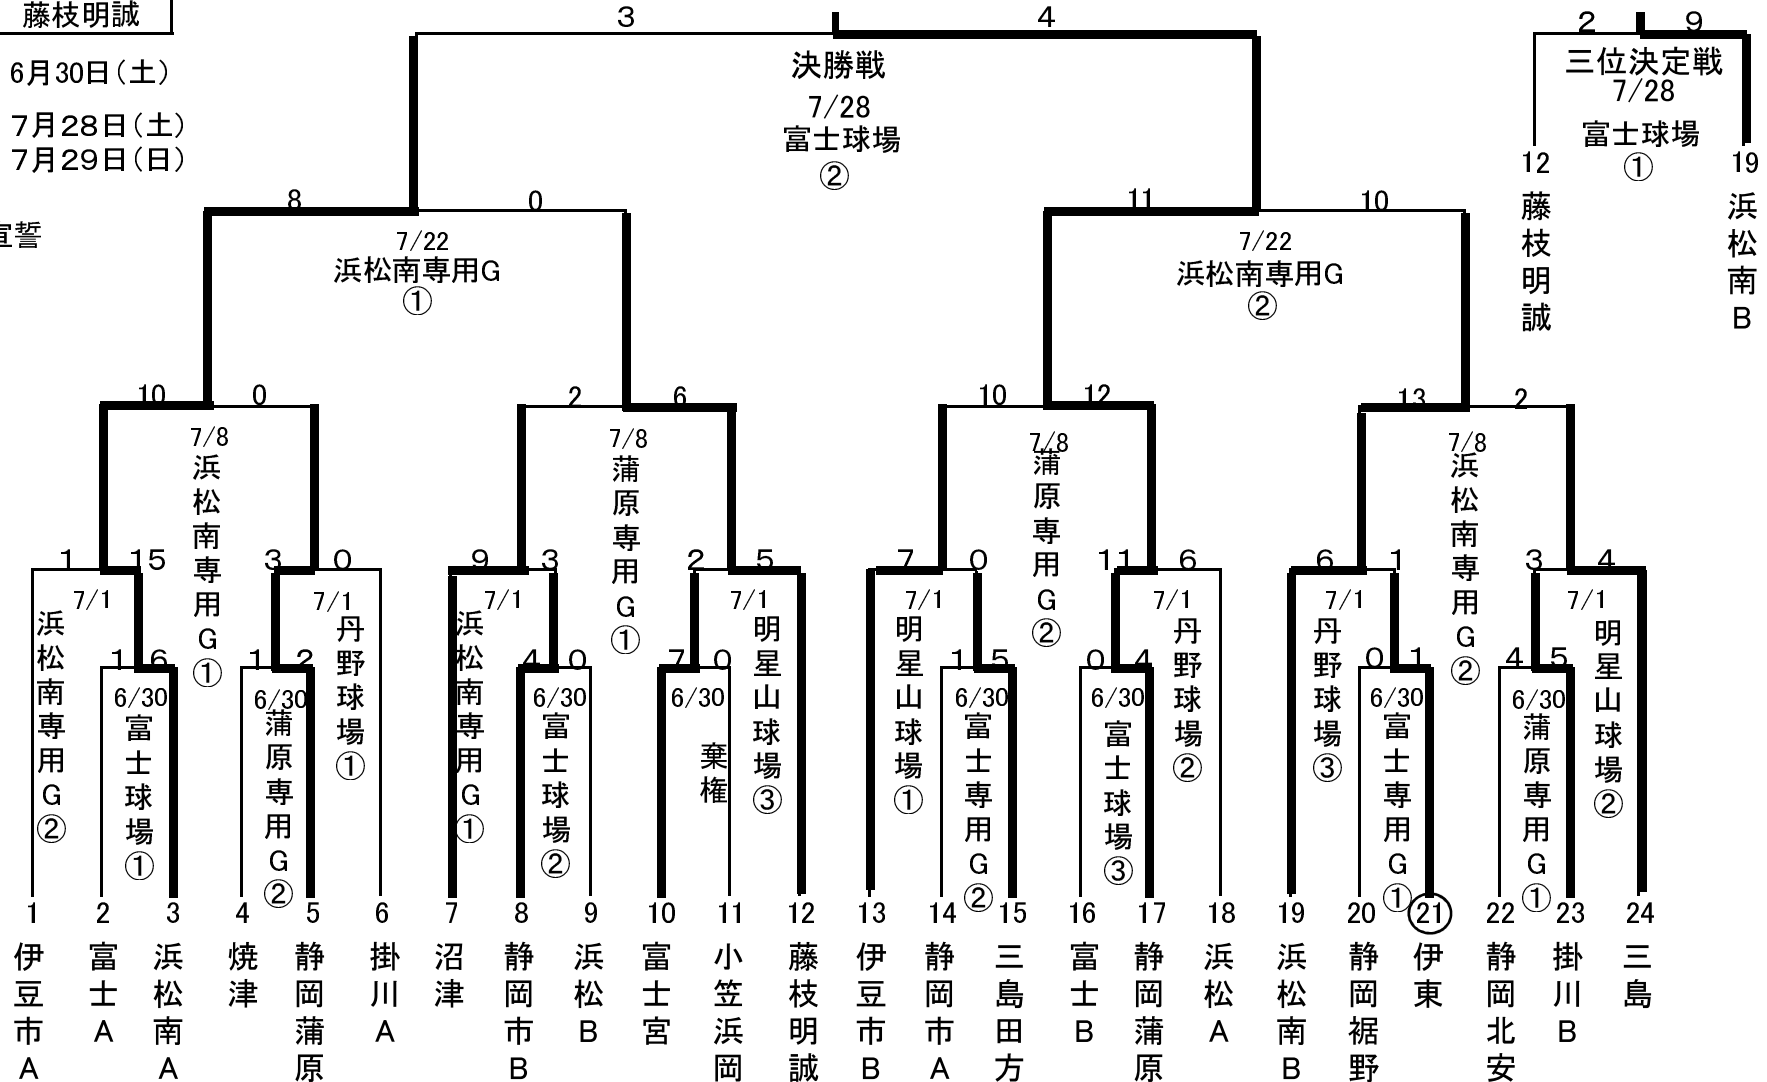 藤枝明誠
6月30日（土）
7月28日（土）
7月29日（日）
宣誓
3 4
決勝戦
7/28
富士球場
②
2 9
三位決定戦
7/28
富士球場
①
12 19
藤枝明誠
浜松南B
8 0
7/22
浜松南専用G
①
11 10
7/22
浜松南専用G
②
10 0
7/8
浜松南専用G①
2 6
7/8
蒲原専用G①
10 12
7/8
蒲原専用G②
13 2
7/8
浜松南専用G②
1 15
7/1
浜松南専用G②
3 0
7/1
丹野球場①
9 3
7/1
浜松南専用G①
2 5
7/1
明星山球場③
7 0
7/1
明星山球場①
11 6
7/1
丹野球場②
6 1
7/1
丹野球場③
3 4
7/1
明星山球場②
1 6
6/30
富士球場①
1 2
6/30
蒲原専用G②
4 0
6/30
富士球場②
7 0
6/30
棄権
1 5
6/30
富士専用G②
0 4
6/30
富士球場③
0 1
6/30
富士専用G①
4 5
6/30
蒲原専用G①
1 2 3 4 5 6 7 8 9 10 11 12 13 14 15 16 17 18 19 20 21 22 23 24
伊豆市A
富士A
浜松南A
焼津
静岡蒲原
掛川A
沼津
静岡市B
浜松B
富士宮
小笠浜岡
藤枝明誠
伊豆市B
静岡市A
三島田方
富士B
静岡蒲原
浜松A
浜松南B
静岡裾野
伊東
静岡北安
掛川B
三島